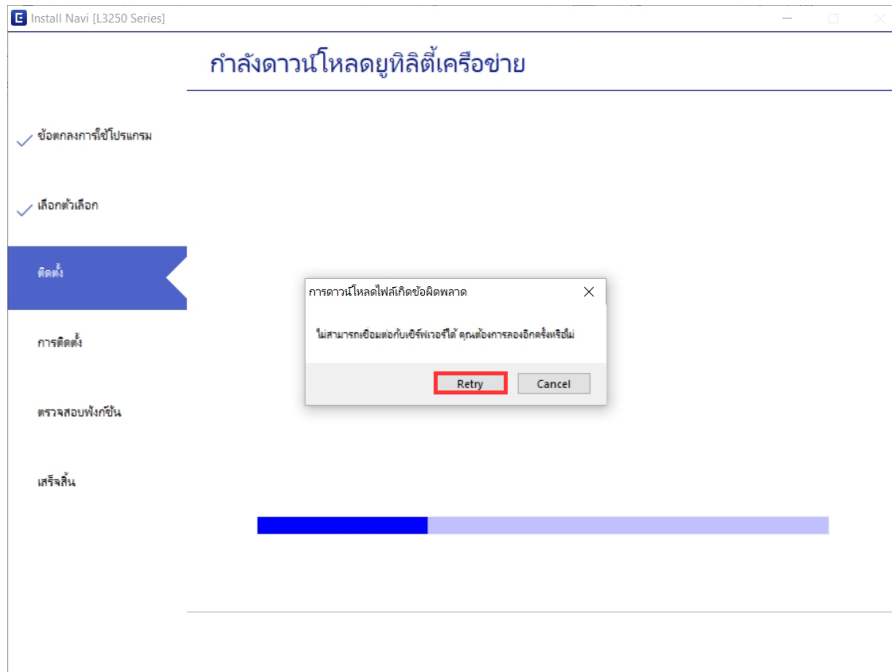 E Install Navi [L3250 Series]
กำลังดาวน์โหลดยูทิลิตี้เครือข่าย
ข้อตกลงการใช้โปรแกรม
เลือกตัวเลือก
ติดตั้ง
การดาวน์โหลดไฟล์เกิดข้อผิดพลาด
ไม่สามารถเชื่อมต่อกับเซิร์ฟเวอร์ได้ คุณต้องการลองอีกครั้งหรือไม่
การติดตั้ง
Retry Cancel
ตรวจสอบฟังก์ชัน
เสร็จสิ้น